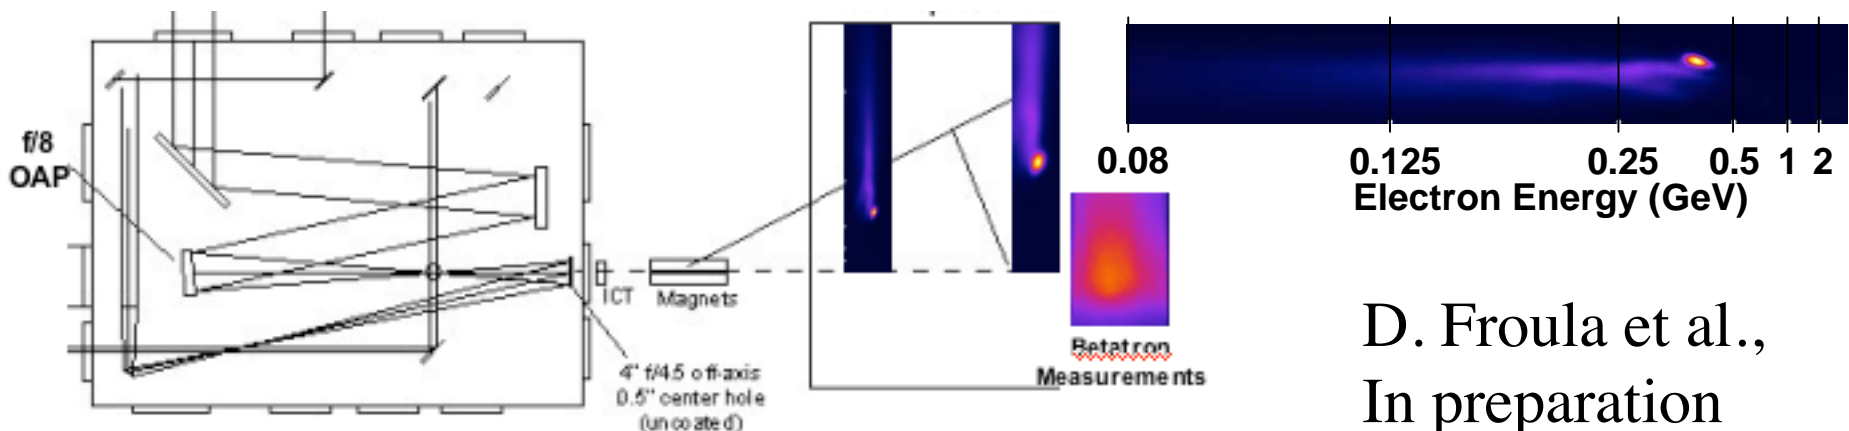 f/8
OAP
ICT
Magnets
4" f/4.5 off-axis
0.5" center hole
(uncoated)
Betatron
Measurements
0.08 0.125 0.25 0.5 1 2
Electron Energy (GeV)
D. Froula et al.,
In preparation